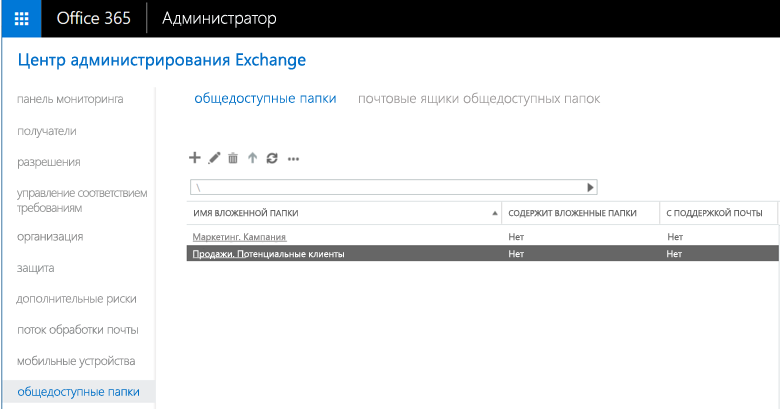 Office 365 Администратор
Центр администрирования Exchange
панель мониторинга
получатели
разрешения
управление соответствием
требованиям
организация
защита
дополнительные риски
поток обработки почты
мобильные устройства
общедоступные папки
общедоступные папки почтовые ящики общедоступных папок
\
ИМЯ ВЛОЖЕННОЙ ПАПКИ СОДЕРЖИТ ВЛОЖЕННЫЕ ПАПКИ С ПОДДЕРЖКОЙ ПОЧТЫ
Маркетинг. Кампания Нет Нет
Продажи. Потенциальные клиенты Нет Нет